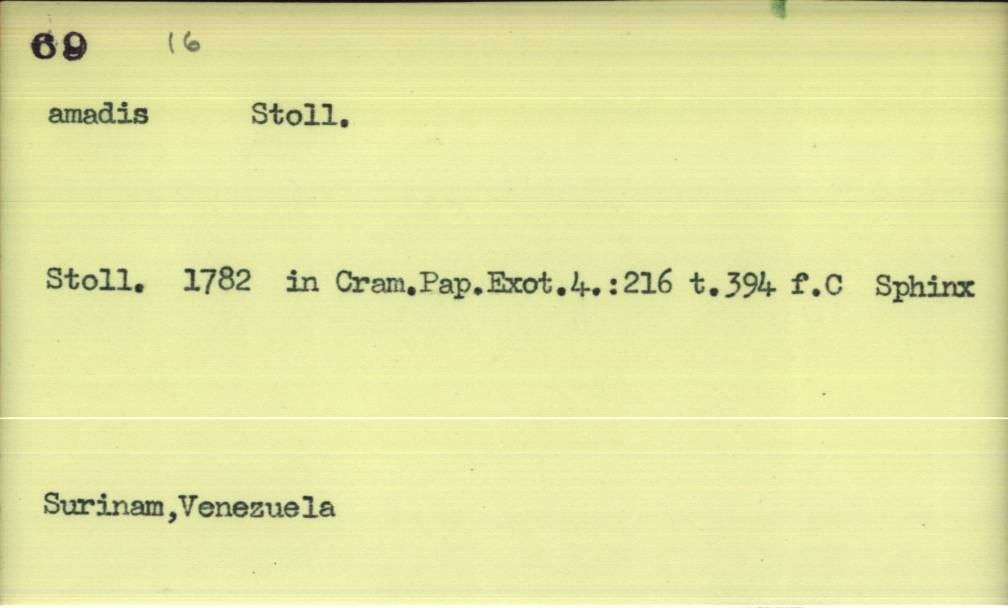 69 16
amadis Stoll.
Stoll. 1782 in Cram.Pap.Exot.4.:216 t.394 f.C Sphinx
Surinam,Venezuela